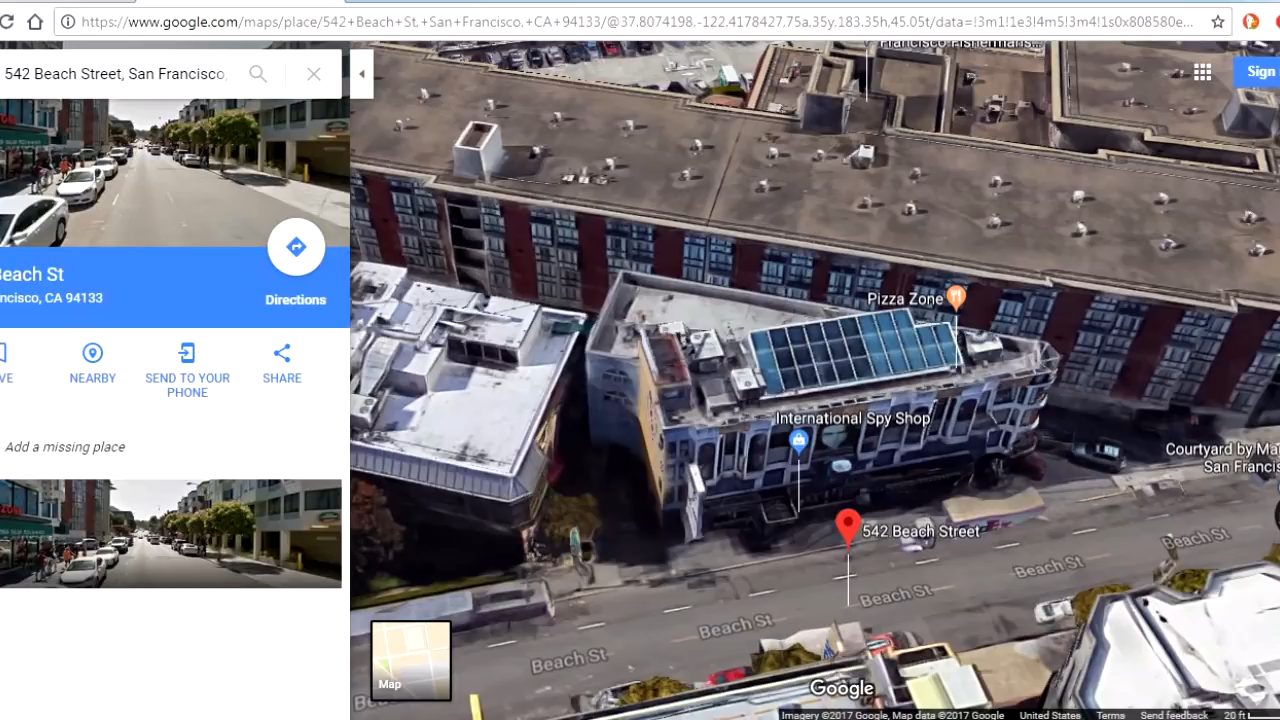 https://www.google.com/maps/place/542+Beach+St,+San+Francisco,+CA+94133/@37.8074198,-122.4178427,75a,35y,183.35h,45.05t/data=!3m1!1e3!4m5!3m4!1s0x808580e...
542 Beach Street, San Francisco,
Francisco Fishermans...
Sign
Beach St
ncisco, CA 94133
Directions
VE
NEARBY
SEND TO YOUR
PHONE
SHARE
Add a missing place
Pizza Zone
International Spy Shop
Courtyard by Ma
San Francis
542 Beach Street
Beach St
Beach St
Beach St
Beach St
Beach St
Map
Google
Imagery ©2017 Google, Map data ©2017 Google
United States
Terms
Send feedback
20 ft